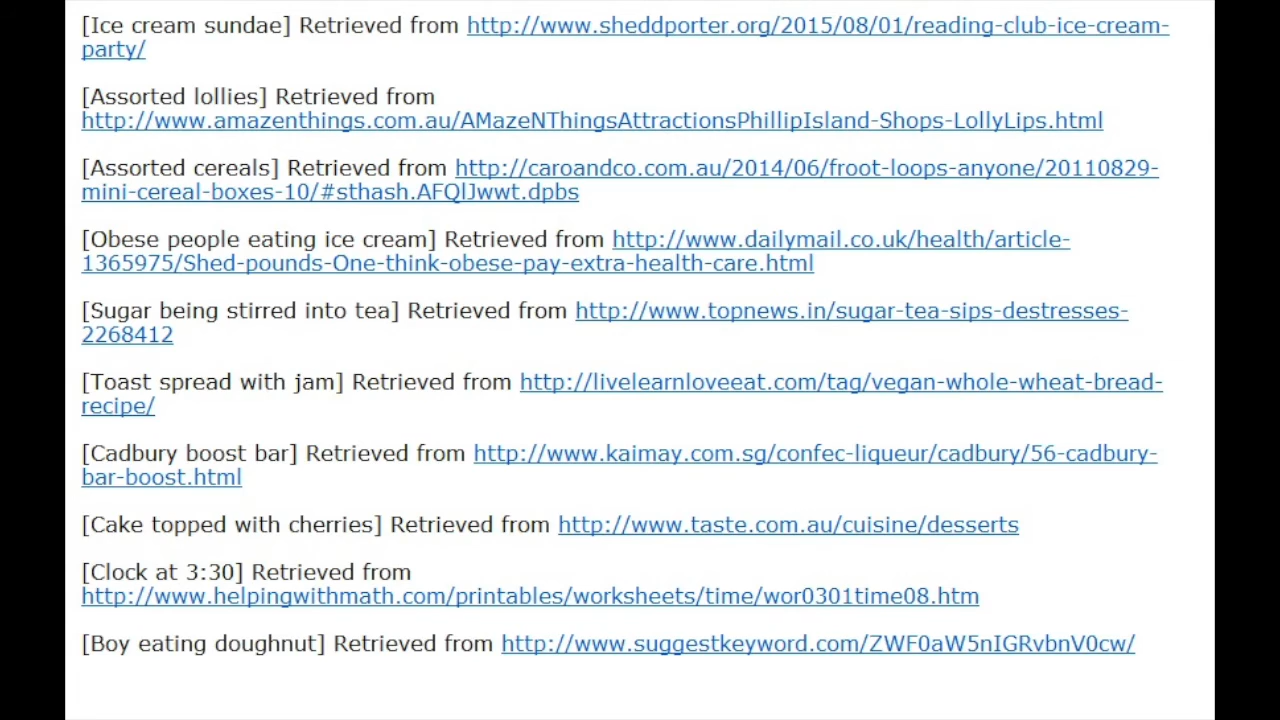 [Ice cream sundae] Retrieved from http://www.sheddporter.org/2015/08/01/reading-club-ice-cream-
party/
[Assorted lollies] Retrieved from
http://www.amazenthings.com.au/AMazeNThingsAttractionsPhillipIsland-Shops-LollyLips.html
[Assorted cereals] Retrieved from http://caroandco.com.au/2014/06/froot-loops-anyone/20110829-
mini-cereal-boxes-10/#sthash.AFQlJwwt.dpbs
[Obese people eating ice cream] Retrieved from http://www.dailymail.co.uk/health/article-
1365975/Shed-pounds-One-think-obese-pay-extra-health-care.html
[Sugar being stirred into tea] Retrieved from http://www.topnews.in/sugar-tea-sips-destresses-
2268412
[Toast spread with jam] Retrieved from http://livelearnloveeat.com/tag/vegan-whole-wheat-bread-
recipe/
[Cadbury boost bar] Retrieved from http://www.kaimay.com.sg/confec-liqueur/cadbury/56-cadbury-
bar-boost.html
[Cake topped with cherries] Retrieved from http://www.taste.com.au/cuisine/desserts
[Clock at 3:30] Retrieved from
http://www.helpingwithmath.com/printables/worksheets/time/wor0301time08.htm
[Boy eating doughnut] Retrieved from http://www.suggestkeyword.com/ZWF0aW5nIGRvbnV0cw/